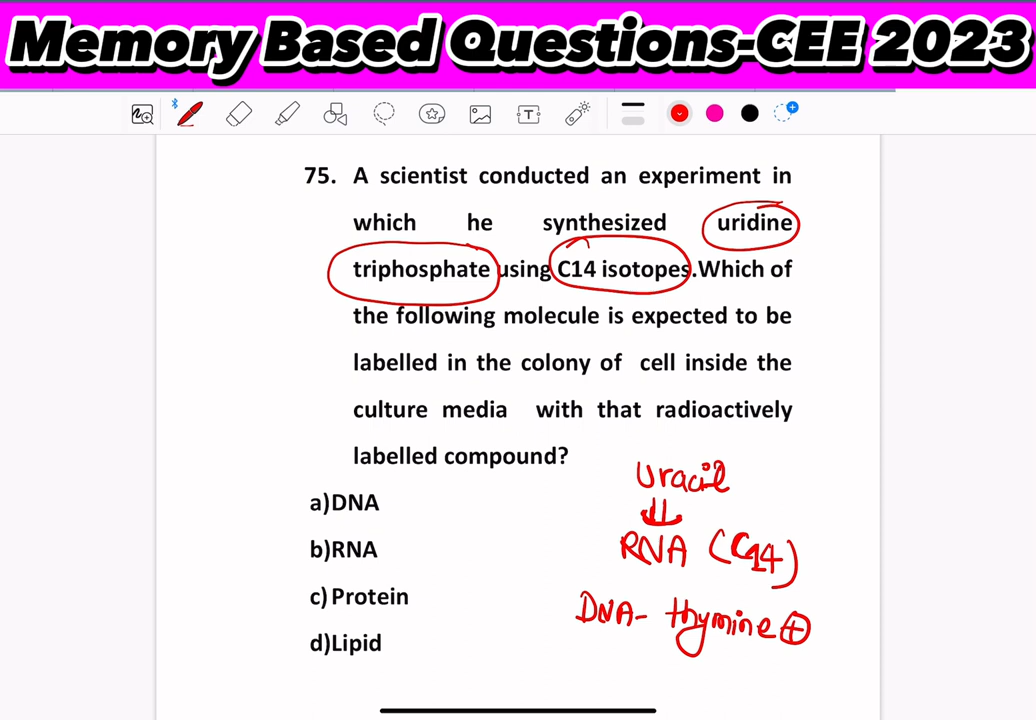 Memory Based Questions-CEE 2023
75. A scientist conducted an experiment in
which he synthesized uridine
triphosphate using C14 isotopes.Which of
the following molecule is expected to be
labelled in the colony of cell inside the
culture media with that radioactively
labelled compound?
a)DNA
b)RNA
c)Protein
d)Lipid
Uracil
RNA (C14)
DNA- thymine +